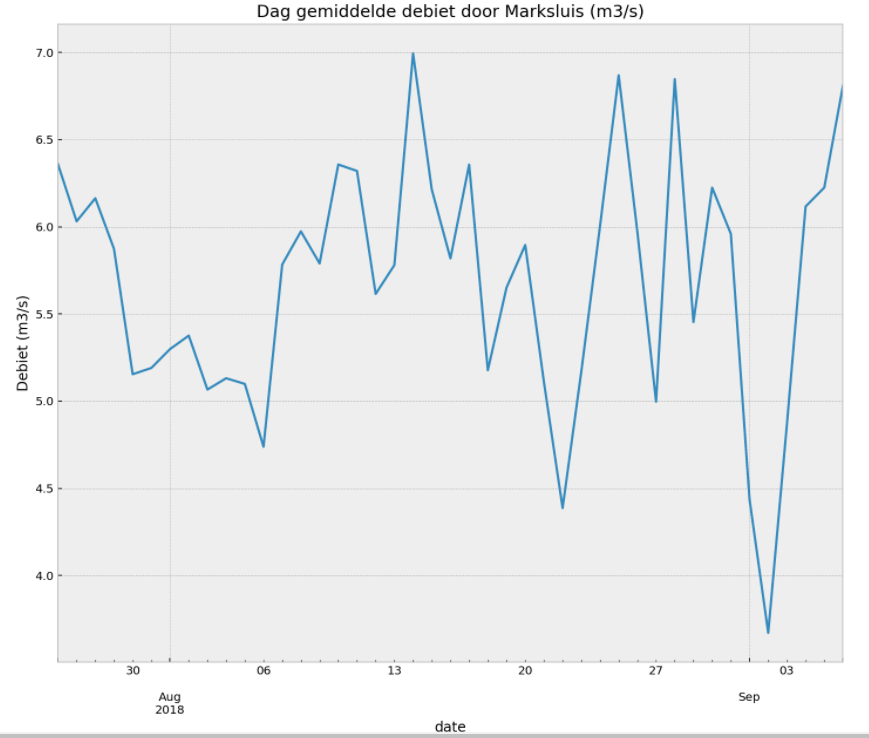 Dag gemiddelde debiet door Marksluis (m3/s)
7.0
6.5
6.0
5.5
5.0
4.5
4.0
Debiet (m3/s)
30 06 13 20 27 03
Aug Sep
2018
date